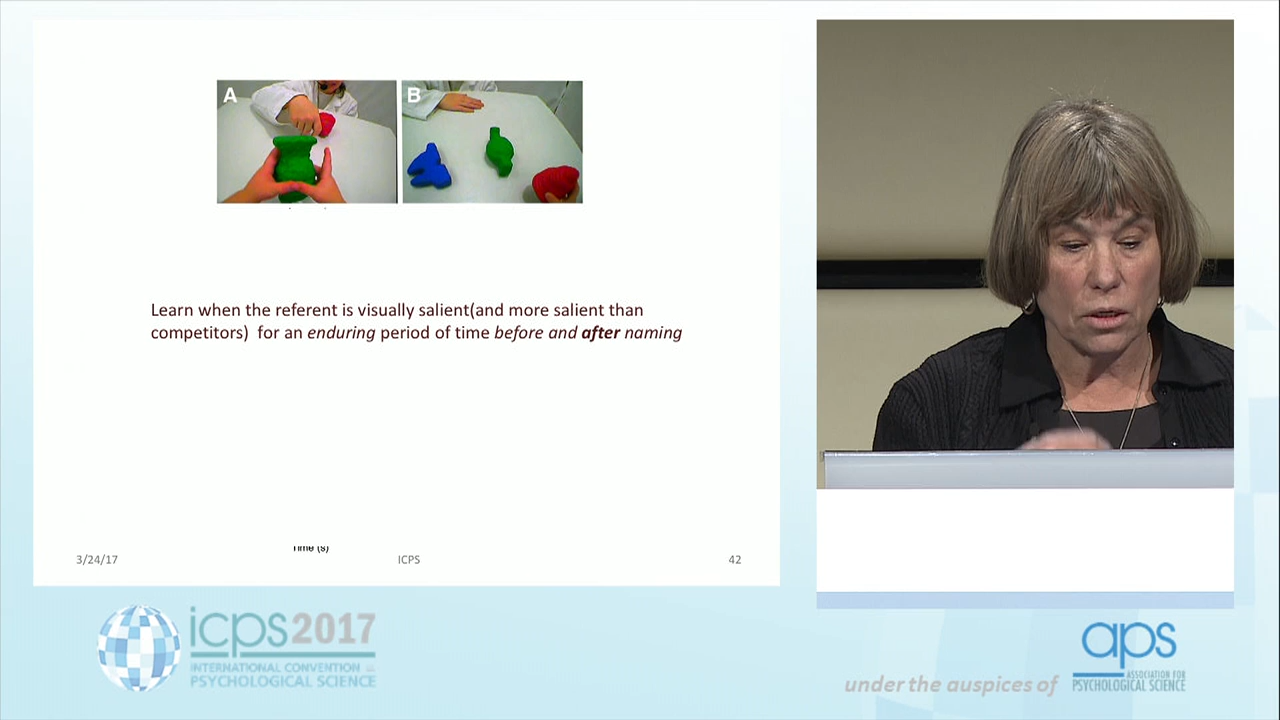 A
B
Learn when the referent is visually salient(and more salient than
competitors) for an enduring period of time before and after naming
Time (s)
3/24/17
ICPS
42
icps2017
INTERNATIONAL CONVENTION
PSYCHOLOGICAL SCIENCE
under the auspices of
aps
ASSOCIATION FOR
PSYCHOLOGICAL SCIENCE